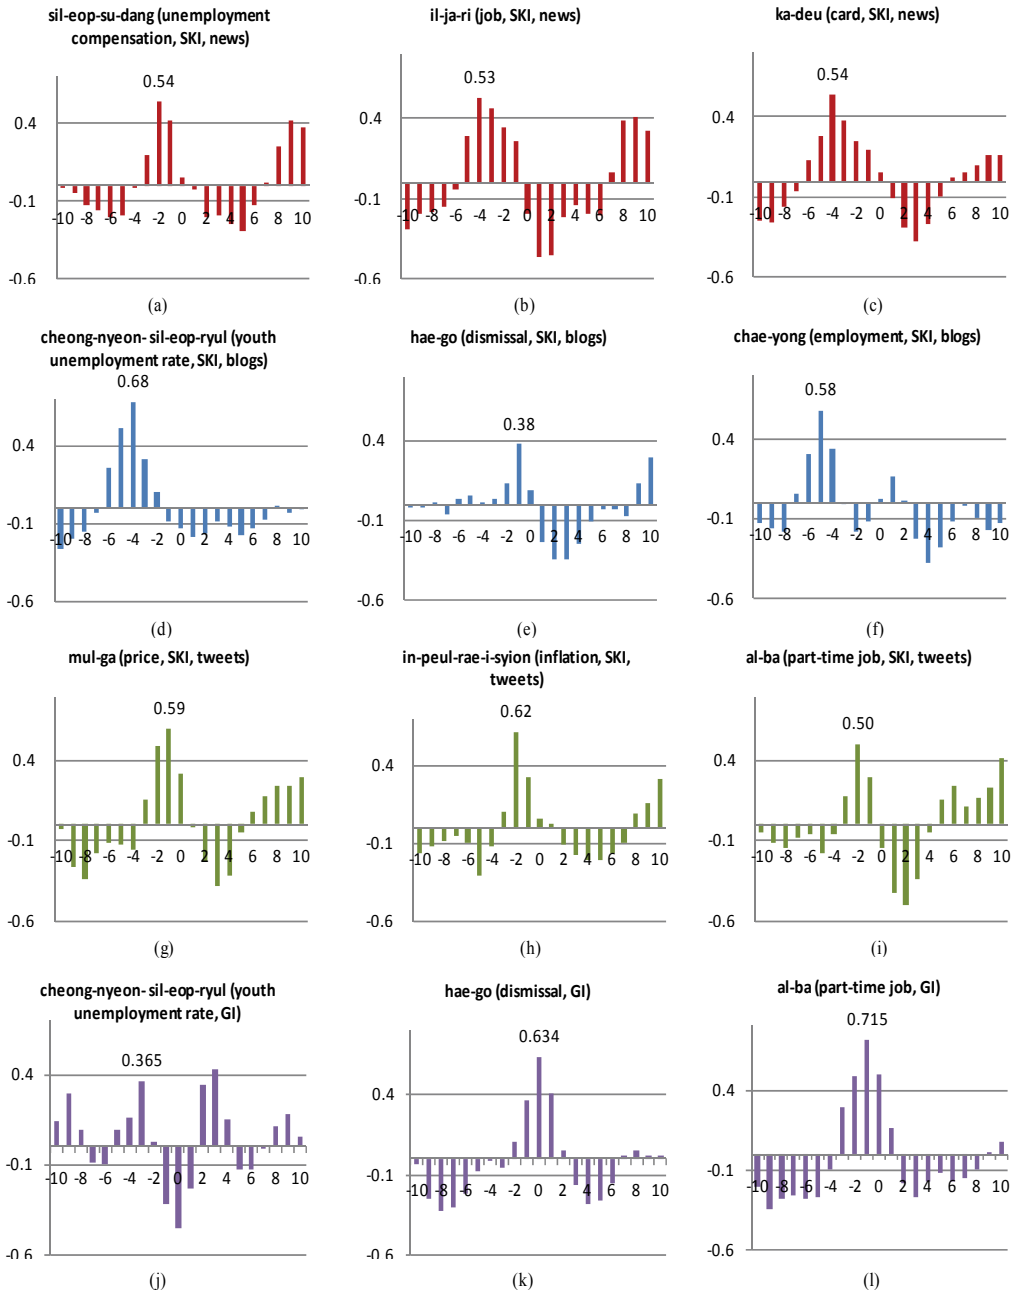 sil-eop-su-dang (unemployment
compensation, SKI, news)
0.54
0.4
-0.1
-10 -8 -6 -4 -2 0 2 4 6 8 10
-0.6
(a)
il-ja-ri (job, SKI, news)
0.53
0.4
-0.1
-10 -8 -6 -4 -2 0 2 4 6 8 10
-0.6
(b)
ka-deu (card, SKI, news)
0.54
0.4
-0.1
-10 -8 -6 -4 -2 0 2 4 6 8 10
-0.6
(c)
cheong-nyeon- sil-eop-ryul (youth
unemployment rate, SKI, blogs)
0.68
0.4
-0.1
-10 -8 -6 -4 -2 0 2 4 6 8 10
-0.6
(d)
hae-go (dismissal, SKI, blogs)
0.38
0.4
-0.1
-10 -8 -6 -4 -2 0 2 4 6 8 10
-0.6
(e)
chae-yong (employment, SKI, blogs)
0.58
0.4
-0.1
-10 -8 -6 -4 -2 0 2 4 6 8 10
-0.6
(f)
mul-ga (price, SKI, tweets)
0.59
0.4
-0.1
-10 -8 -6 -4 -2 0 2 4 6 8 10
-0.6
(g)
in-peul-rae-i-syion (inflation, SKI,
tweets)
0.62
0.4
-0.1
-10 -8 -6 -4 -2 0 2 4 6 8 10
-0.6
(h)
al-ba (part-time job, SKI, tweets)
0.50
0.4
-0.1
-10 -8 -6 -4 -2 0 2 4 6 8 10
-0.6
(i)
cheong-nyeon- sil-eop-ryul (youth
unemployment rate, GI)
0.365
0.4
-0.1
-10 -8 -6 -4 -2 0 2 4 6 8 10
-0.6
(j)
hae-go (dismissal, GI)
0.634
0.4
-0.1
-10 -8 -6 -4 -2 0 2 4 6 8 10
-0.6
(k)
al-ba (part-time job, GI)
0.715
0.4
-0.1
-10 -8 -6 -4 -2 0 2 4 6 8 10
-0.6
(l)